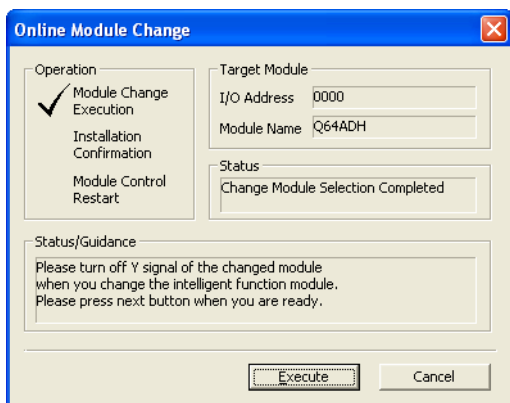 Online Module Change
Operation
Module Change
Execution
Installation
Confirmation
Module Control
Restart
Target Module
I/O Address 0000
Module Name Q64ADH
Status
Change Module Selection Completed
Status/Guidance
Please turn off Y signal of the changed module
when you change the intelligent function module.
Please press next button when you are ready.
Execute Cancel